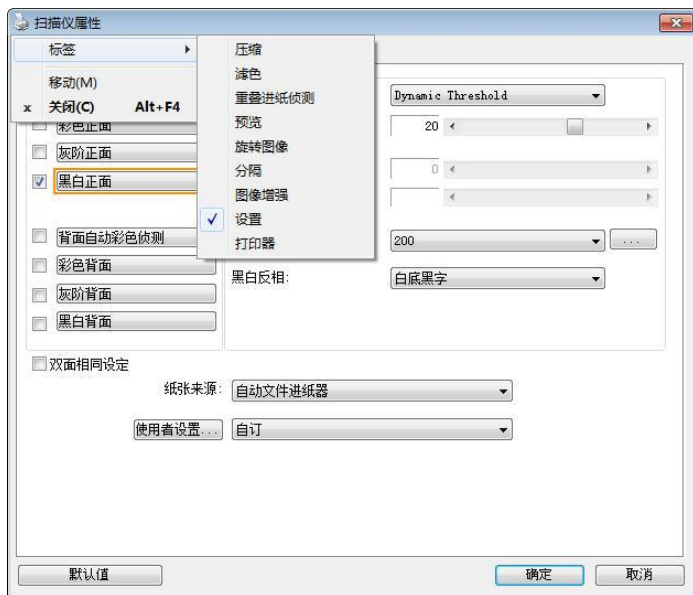 扫描仪属性
标签
移动(M)
x 关闭(C) Alt+F4
压缩
滤色
重叠进纸侦测
预览
旋转图像
分隔
图像增强
设置
打印器
彩色正面
灰阶正面
黑白正面
背面自动彩色侦测
彩色背面
灰阶背面
黑白背面
Dynamic Threshold
20
0
200
...
黑白反相:
白底黑字
双面相同设定
纸张来源:
自动文件进纸器
使用者设置...
自订
默认值
确定
取消